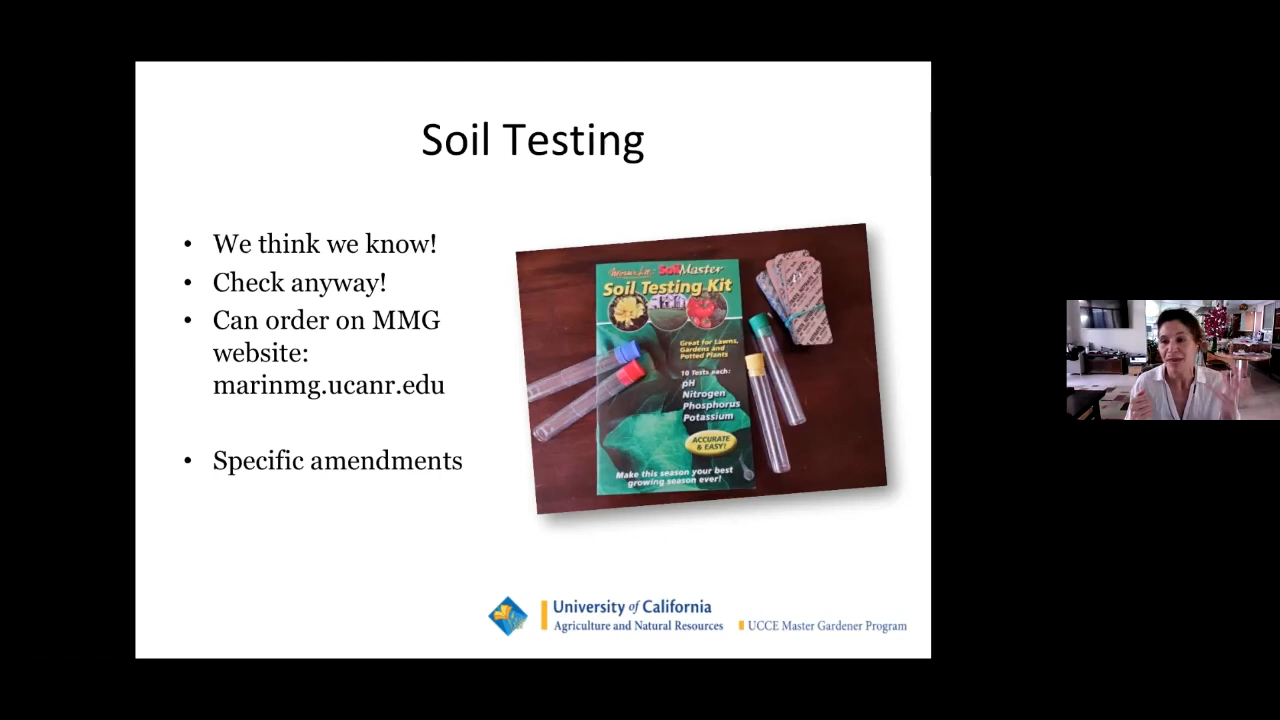 Soil Testing
• We think we know!
• Check anyway!
• Can order on MMG
website:
marinmg.ucanr.edu
• Specific amendments
SoilMaster
Soil Testing Kit
Great for Lawns,
Gardens and
Potted Plants
10 Tests each:
pH
Nitrogen
Phosphorus
Potassium
ACCURATE
& EASY!
Make this season your best
growing season ever!
University of California
Agriculture and Natural Resources
UCCE Master Gardener Program